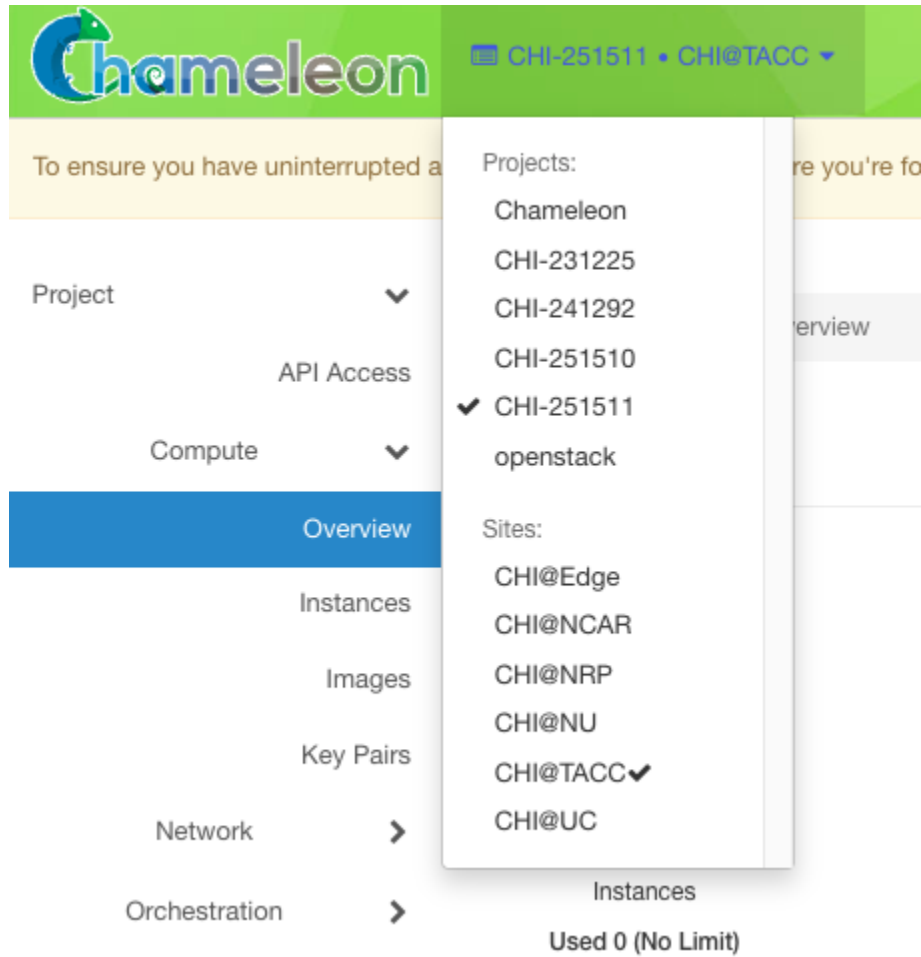 Chameleon
CHI-251511 • CHI@TACC
To ensure you have uninterrupted a
re you're fo
Projects:
Chameleon
CHI-231225
CHI-241292
CHI-251510
CHI-251511
openstack
Sites:
CHI@Edge
CHI@NCAR
CHI@NRP
CHI@NU
CHI@TACC
CHI@UC
Project
API Access
Compute
Overview
Instances
Images
Key Pairs
Network
Orchestration
erview
Instances
Used 0 (No Limit)